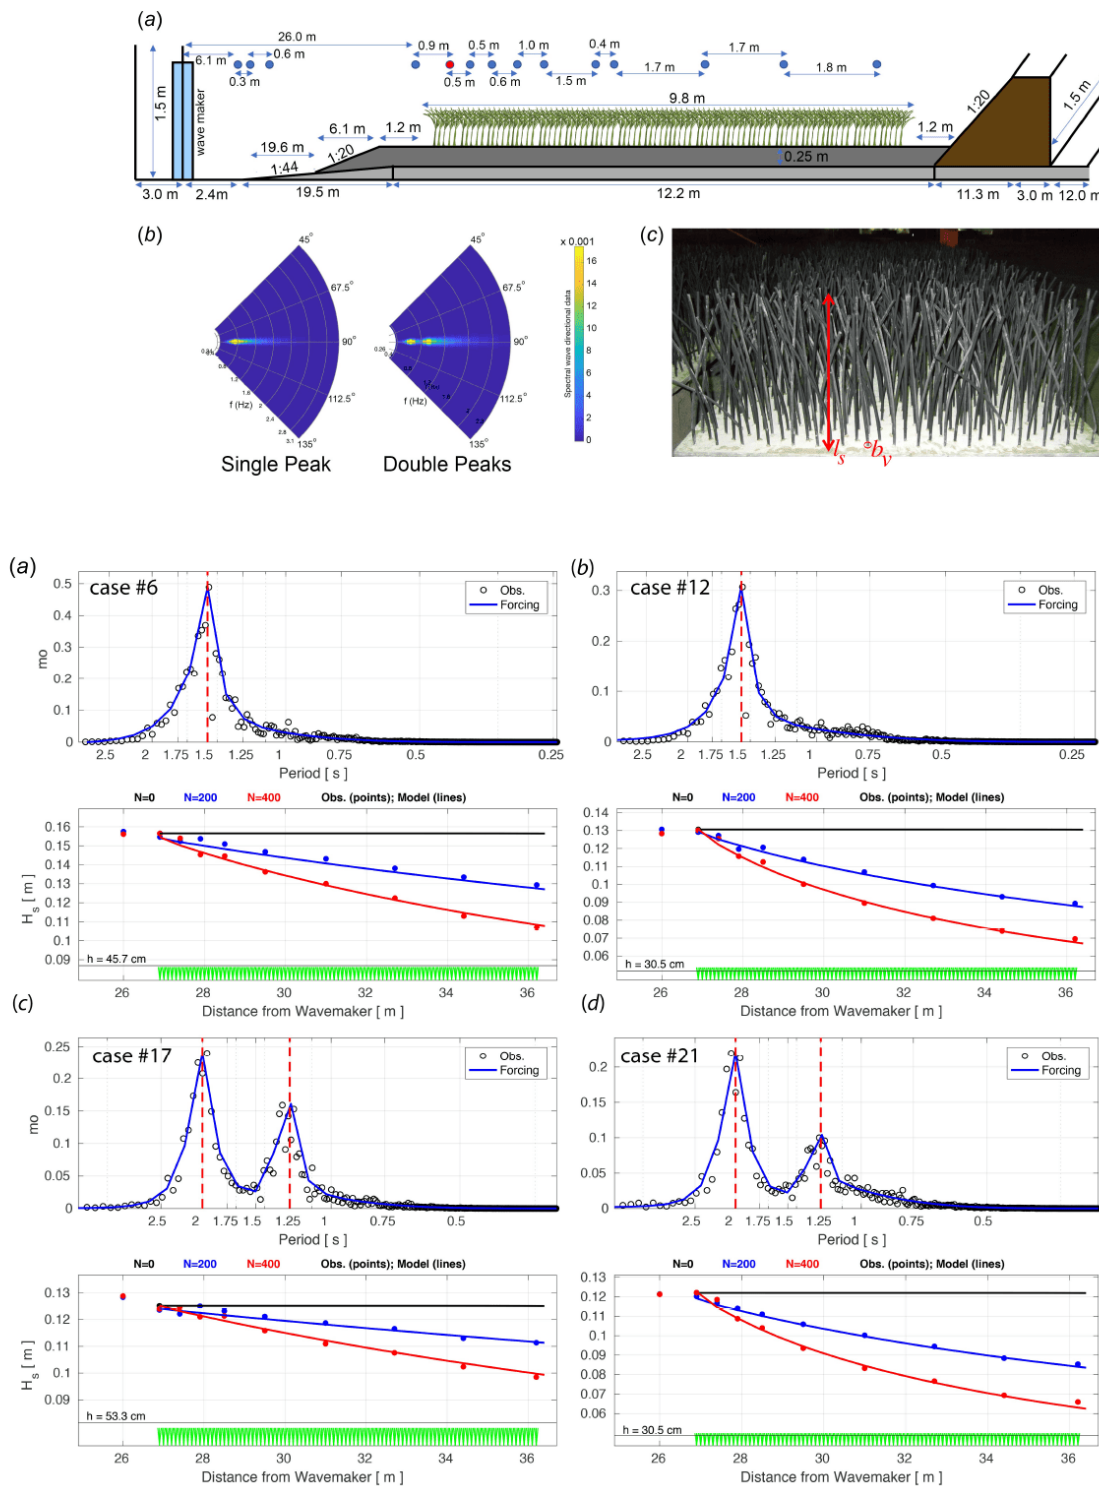 (a)
26.0 m
6.1 m
0.6 m
0.3 m
0.9 m
0.5 m
1.0 m
0.4 m
1.7 m
0.5 m
0.6 m
1.5 m
1.7 m
1.8 m
1.5 m
wave maker
9.8 m
19.6 m
6.1 m
1.2 m
1.2 m
1:44
1:20
0.25 m
1:20
1.5 m
3.0 m
2.4m
19.5 m
12.2 m
11.3 m
3.0 m
12.0 m
(b)
45°
67.5°
90°
112.5°
135°
f (Hz)
0.8
1.2
1.6
2
2.4
2.8
3.1
Single Peak
45°
67.5°
90°
112.5°
135°
f (Hz)
2
2.4
2.8
Double Peaks
x 0.001
16
14
12
10
8
6
4
2
0
Spectral wave directional data
(c)
l_s
b_v
(a)
case #6
Obs.
Forcing
mo
0.5
0.4
0.3
0.2
0.1
0
2.5 2 1.75 1.5 1.25 1 0.75 0.5 0.25
Period [ s ]
N=0 N=200 N=400 Obs. (points); Model (lines)
H_s [ m ]
0.16
0.15
0.14
0.13
0.12
0.11
0.1
0.09
h = 45.7 cm
26 28 30 32 34 36
Distance from Wavemaker [ m ]
(b)
case #12
Obs.
Forcing
0.3
0.2
0.1
0
2.5 2 1.75 1.5 1.25 1 0.75 0.5 0.25
Period [ s ]
N=0 N=200 N=400 Obs. (points); Model (lines)
0.14
0.13
0.12
0.11
0.1
0.09
0.08
0.07
0.06
h = 30.5 cm
26 28 30 32 34 36
Distance from Wavemaker [ m ]
(c)
case #17
Obs.
Forcing
mo
0.25
0.2
0.15
0.1
0.05
0
2.5 2 1.75 1.5 1.25 1 0.75 0.5
Period [ s ]
N=0 N=200 N=400 Obs. (points); Model (lines)
H_s [ m ]
0.13
0.12
0.11
0.1
0.09
h = 53.3 cm
26 28 30 32 34 36
Distance from Wavemaker [ m ]
(d)
case #21
Obs.
Forcing
0.2
0.15
0.1
0.05
0
2.5 2 1.75 1.5 1.25 1 0.75 0.5
Period [ s ]
N=0 N=200 N=400 Obs. (points); Model (lines)
0.13
0.12
0.11
0.1
0.09
0.08
0.07
0.06
h = 30.5 cm
26 28 30 32 34 36
Distance from Wavemaker [ m ]